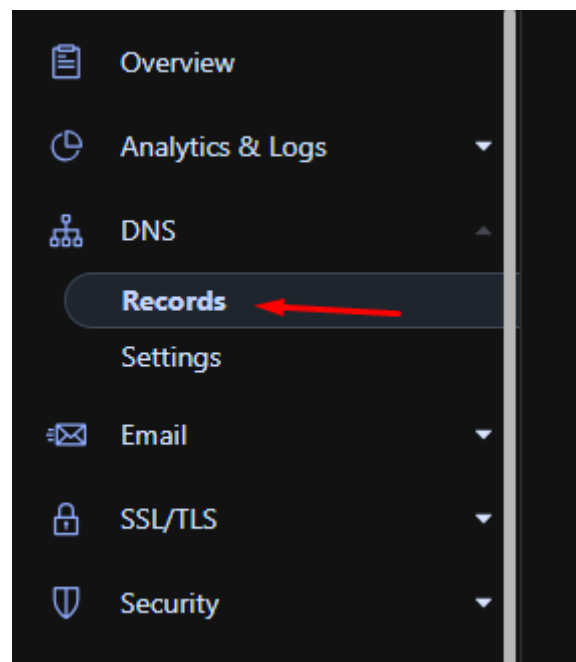 Overview
Analytics & Logs
DNS
Records
Settings
Email
SSL/TLS
Security